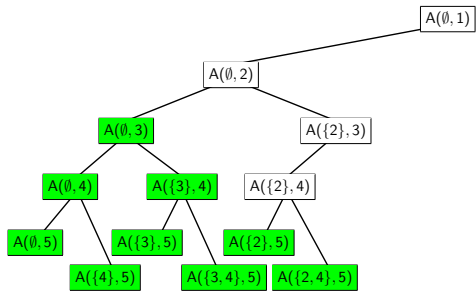 A(∅, 1)
A(∅, 2)
A(∅, 3)
A({2}, 3)
A(∅, 4)
A({3}, 4)
A({2}, 4)
A(∅, 5)
A({3}, 5)
A({2}, 5)
A({4}, 5)
A({3, 4}, 5)
A({2, 4}, 5)